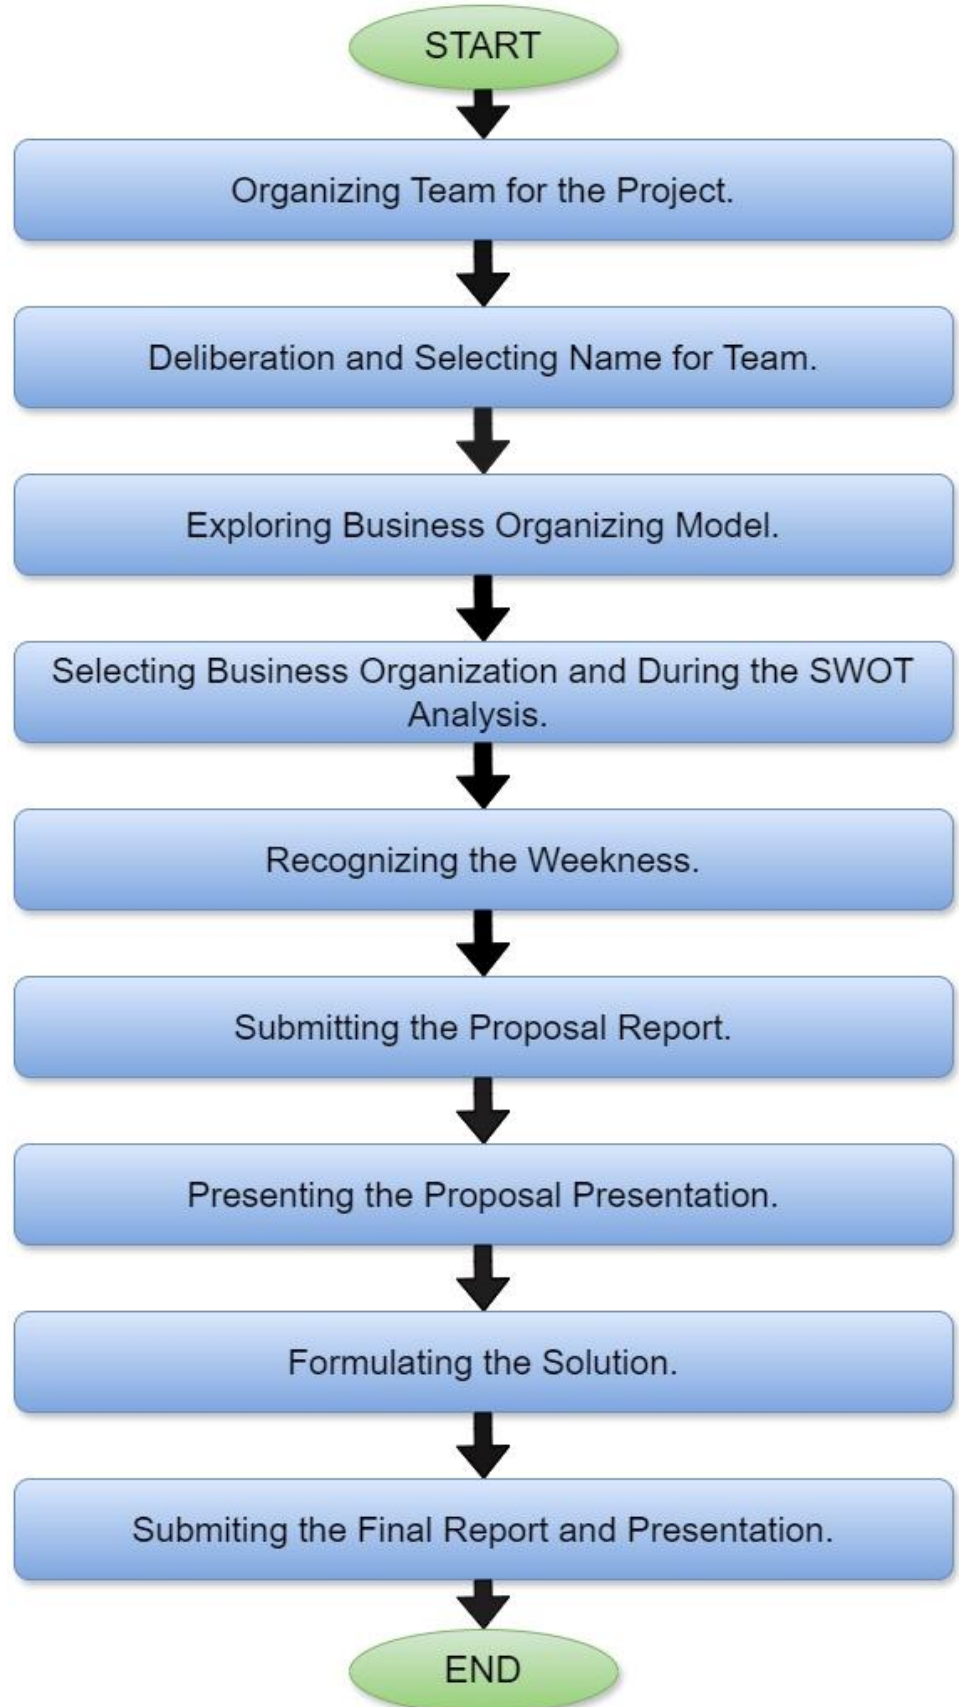 START
Organizing Team for the Project.
Deliberation and Selecting Name for Team.
Exploring Business Organizing Model.
Selecting Business Organization and During the SWOT
Analysis.
Recognizing the Weekness.
Submitting the Proposal Report.
Presenting the Proposal Presentation.
Formulating the Solution.
Submiting the Final Report and Presentation.
END